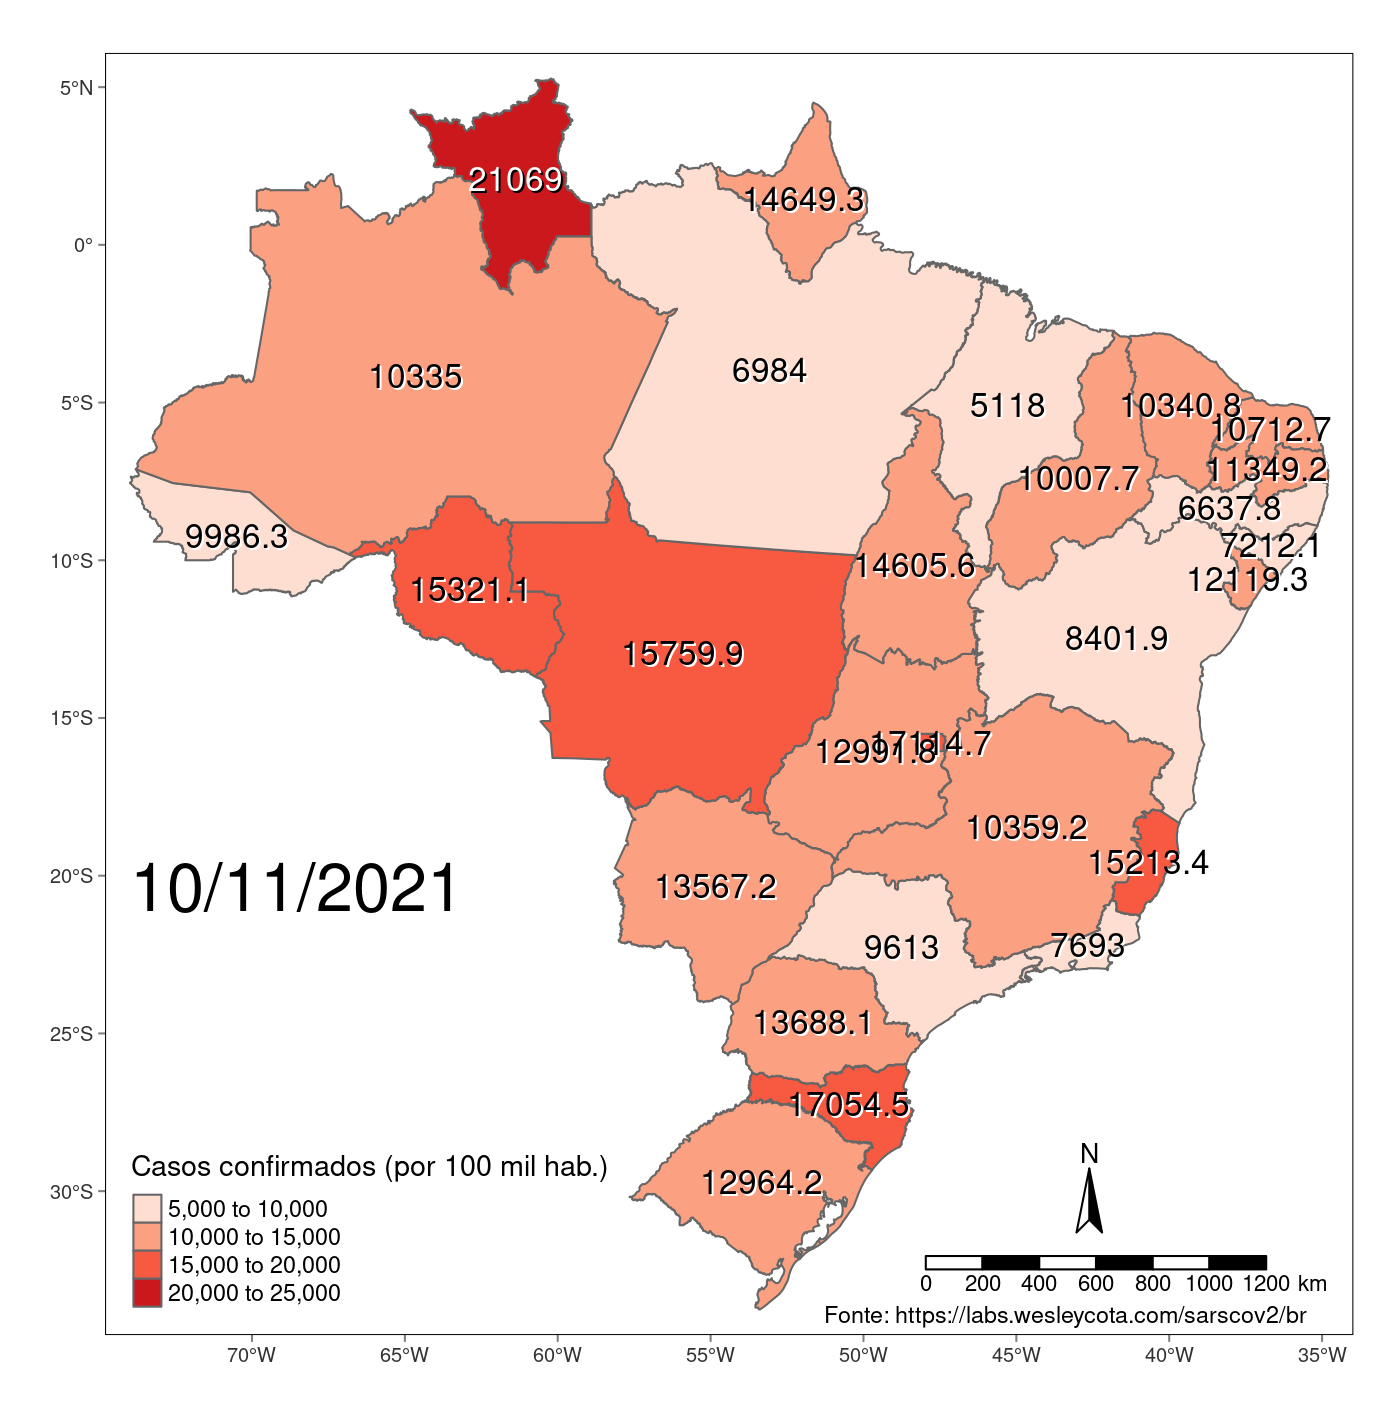 5°N
0°
5°S
10°S
15°S
20°S
25°S
30°S
21069
14649.3
10335
6984
5118
10340.8
10712.7
11349.2
10007.7
6637.8
9986.3
7212.1
14605.6
12119.3
15321.1
8401.9
15759.9
17114.7
12991.8
10359.2
15213.4
10/11/2021
13567.2
9613
7693
13688.1
17054.5
12964.2
Casos confirmados (por 100 mil hab.)
5,000 to 10,000
10,000 to 15,000
15,000 to 20,000
20,000 to 25,000
N
0 200 400 600 800 1000 1200 km
Fonte: https://labs.wesleycota.com/sarscov2/br
70°W 65°W 60°W 55°W 50°W 45°W 40°W 35°W